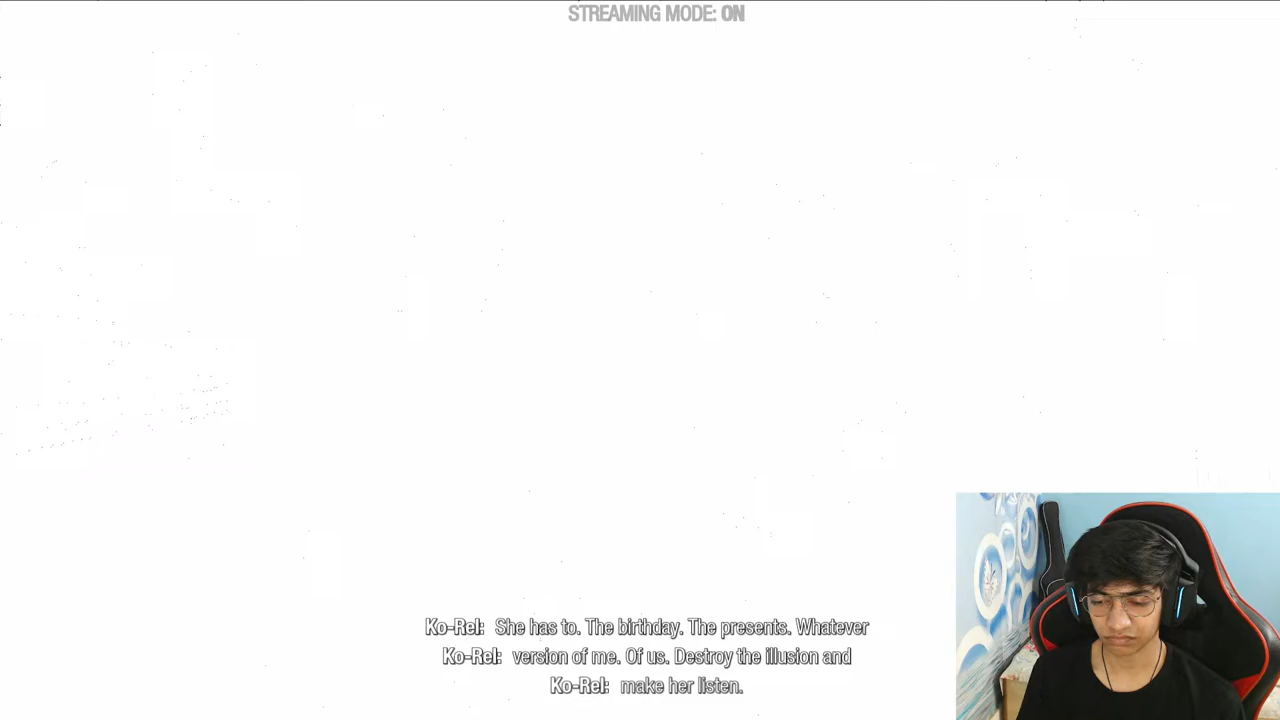 STREAMING MODE: ON
Ko-Rel: She has to. The birthday. The presents. Whatever
Ko-Rel: version of me. Of us. Destroy the illusion and
Ko-Rel: make her listen.